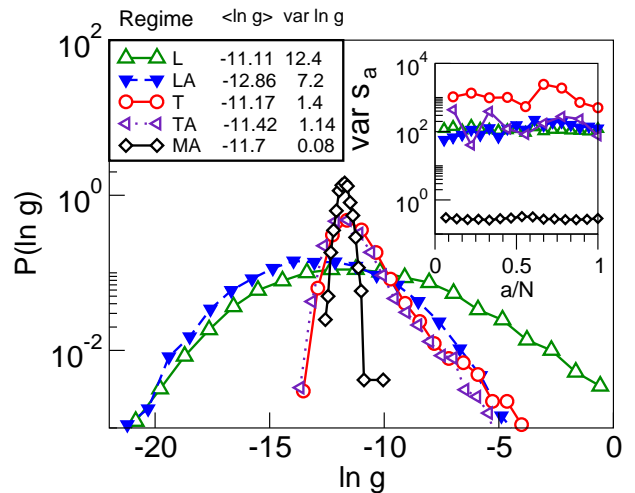 Regime <ln g> var ln g
L -11.11 12.4
LA -12.86 7.2
T -11.17 1.4
TA -11.42 1.14
MA -11.7 0.08
10^2
10^0
10^-2
P(ln g)
-20 -15 -10 -5 0
ln g
var s_a
10^4
10^2
10^0
0 0.5 1
a/N